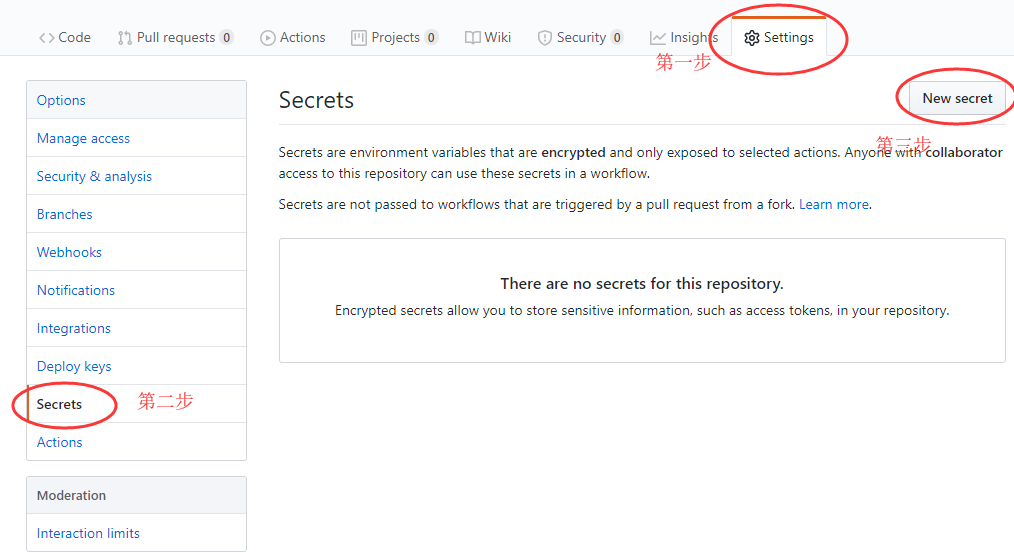 Code Pull requests 0 Actions Projects 0 Wiki Security 0 Insights Settings
第一步
Options
Manage access
Security & analysis
Branches
Webhooks
Notifications
Integrations
Deploy keys
Secrets
第二步
Actions
Moderation
Interaction limits
Secrets
New secret
第三步
Secrets are environment variables that are encrypted and only exposed to selected actions. Anyone with collaborator
access to this repository can use these secrets in a workflow.
Secrets are not passed to workflows that are triggered by a pull request from a fork. Learn more.
There are no secrets for this repository.
Encrypted secrets allow you to store sensitive information, such as access tokens, in your repository.